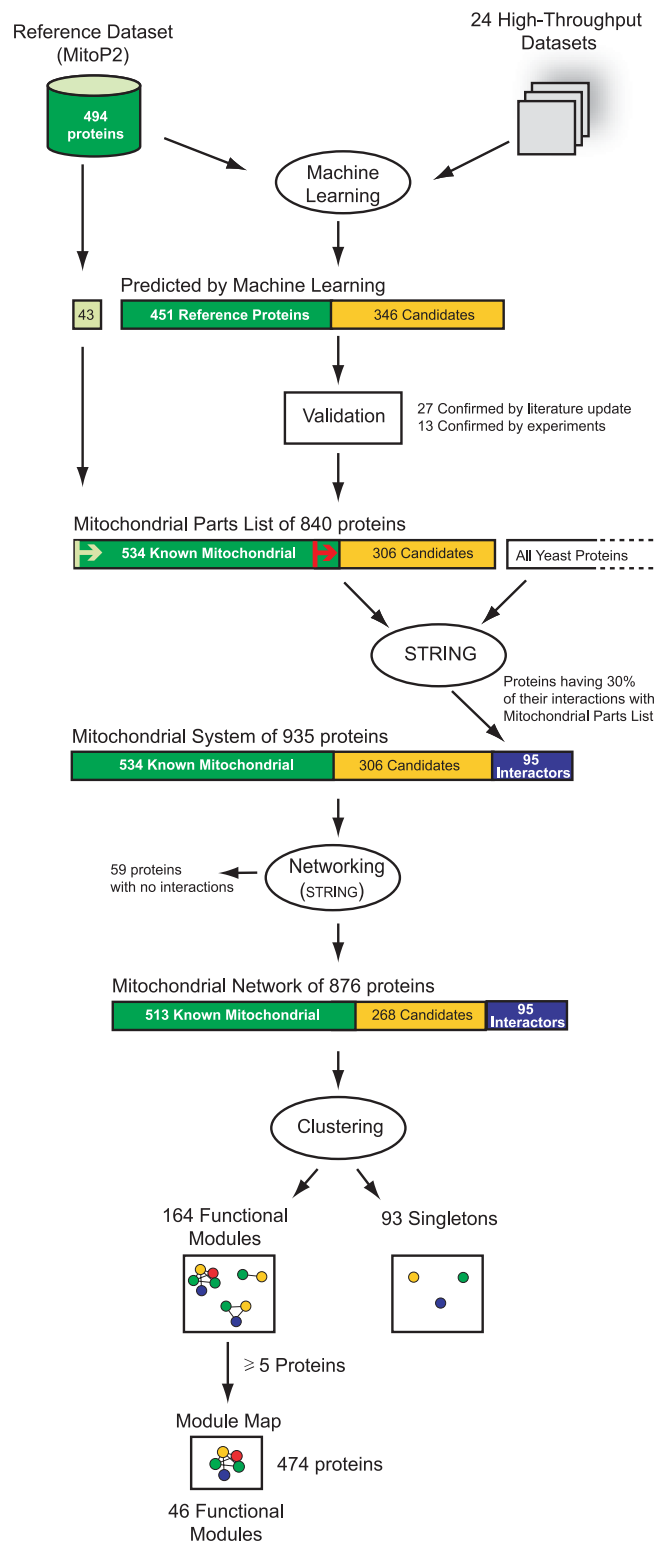 Reference Dataset
(MitoP2)
24 High-Throughput
Datasets
494
proteins
Machine
Learning
Predicted by Machine Learning
43
451 Reference Proteins
346 Candidates
Validation
27 Confirmed by literature update
13 Confirmed by experiments
Mitochondrial Parts List of 840 proteins
534 Known Mitochondrial
306 Candidates
All Yeast Proteins
STRING
Proteins having 30%
of their interactions with
Mitochondrial Parts List
Mitochondrial System of 935 proteins
534 Known Mitochondrial
306 Candidates
95
Interactors
59 proteins
with no interactions
Networking
(STRING)
Mitochondrial Network of 876 proteins
513 Known Mitochondrial
268 Candidates
95
Interactors
Clustering
164 Functional
Modules
93 Singletons
⩾ 5 Proteins
Module Map
474 proteins
46 Functional
Modules